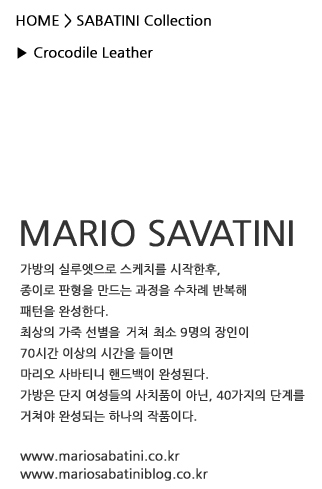 HOME > SABATINI Collection
▶ Crocodile Leather
MARIO SAVATINI
가방의 실루엣으로 스케치를 시작한후,
종이로 판형을 만드는 과정을 수차례 반복해
패턴을 완성한다.
최상의 가죽 선별을 거쳐 최소 9명의 장인이
70시간 이상의 시간을 들이면
마리오 사바티니 핸드백이 완성된다.
가방은 단지 여성들의 사치품이 아닌, 40가지의 단계를
거쳐야 완성되는 하나의 작품이다.
www.mariosabatini.co.kr
www.mariosabatiniblog.co.kr